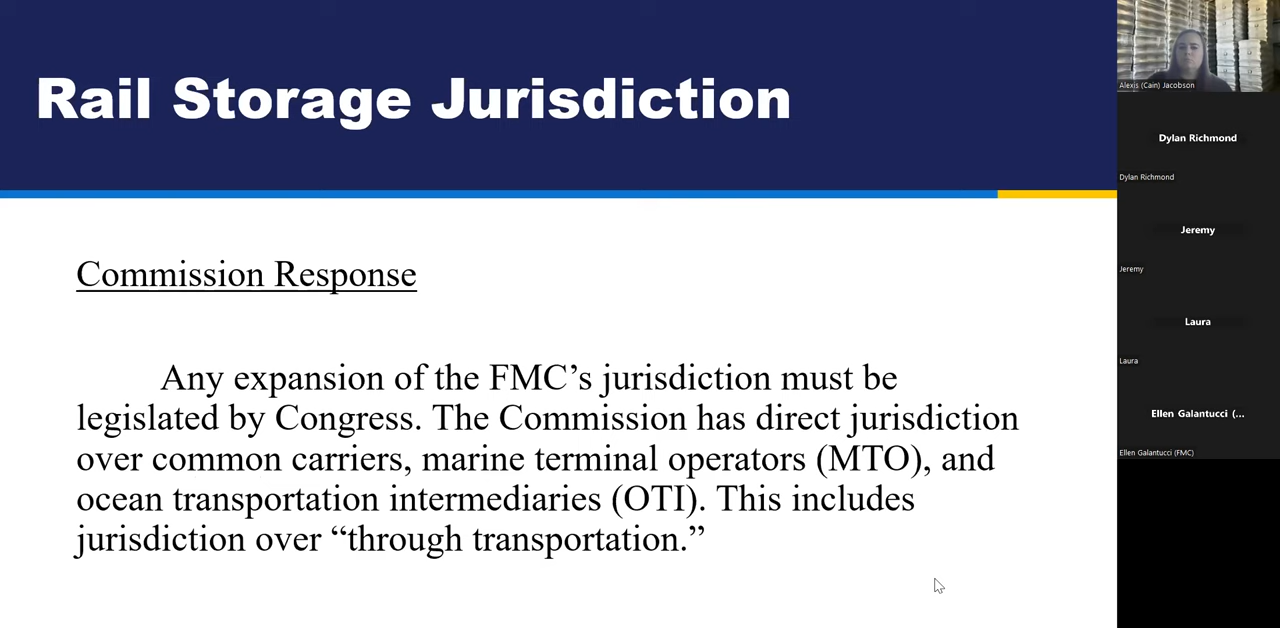 Rail Storage Jurisdiction
Commission Response
Any expansion of the FMC’s jurisdiction must be
legislated by Congress. The Commission has direct jurisdiction
over common carriers, marine terminal operators (MTO), and
ocean transportation intermediaries (OTI). This includes
jurisdiction over “through transportation.”
Alexis (Cain) Jacobson
Dylan Richmond
Dylan Richmond
Jeremy
Jeremy
Laura
Laura
Ellen Galantucci (...
Ellen Galantucci (FMC)